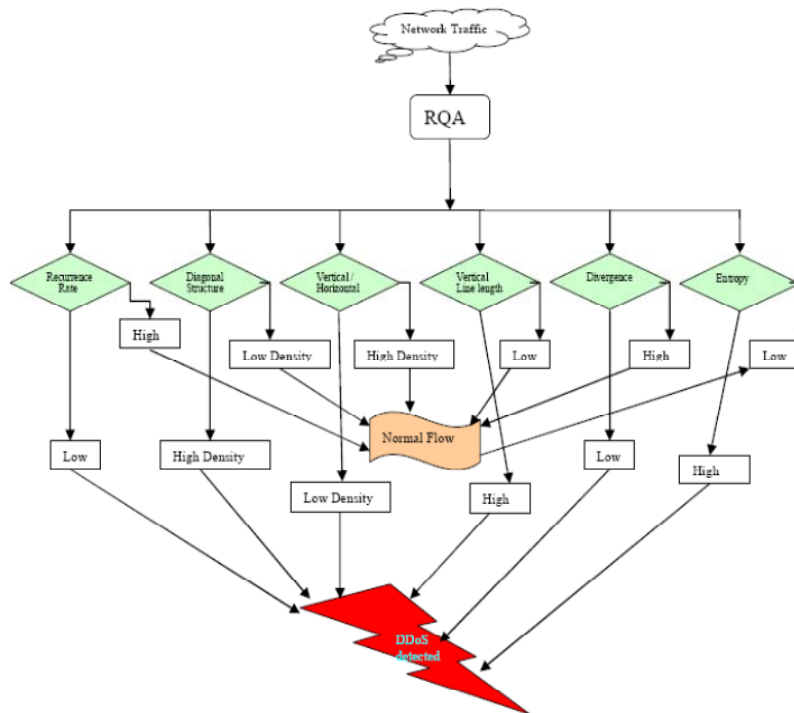 Network Traffic
RQA
Recurrence
Rate
Diagonal
Structure
Vertical /
Horizontal
Vertical
Line length
Divergence
Entropy
High
Low Density
High Density
Low
High
Low
Normal Flow
Low
High Density
Low
High
Low Density
High
DDoS
detected